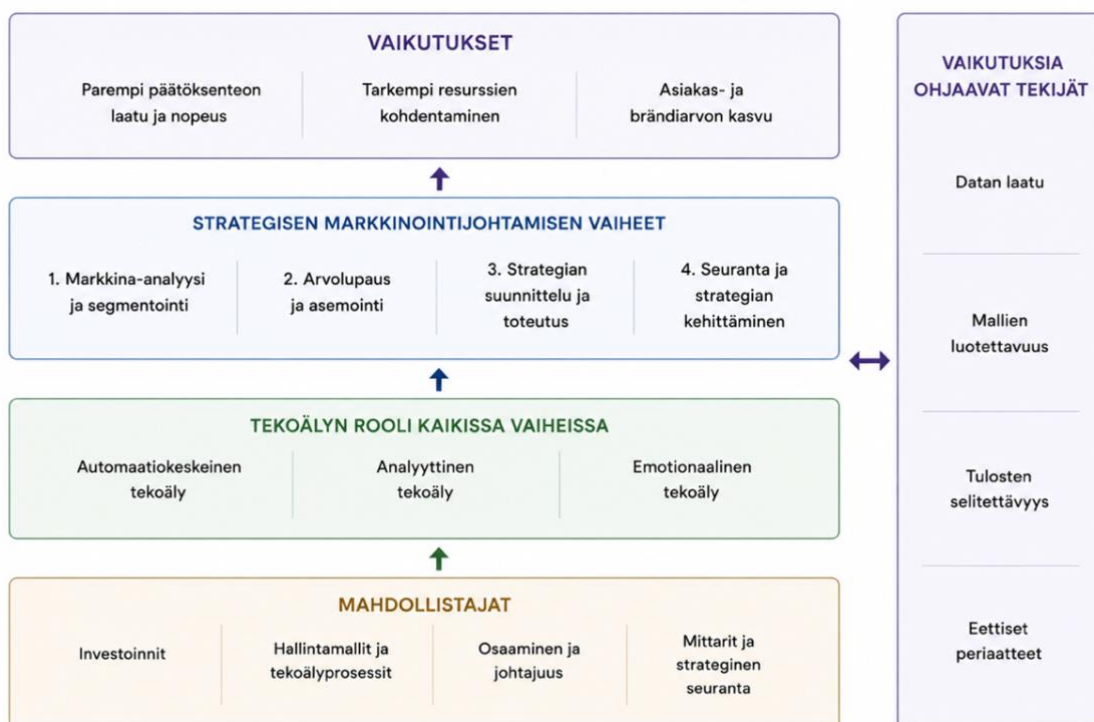 VAIKUTUKSET
Parempi päätöksenteon
laatu ja nopeus
Tarkempi resurssien
kohdentaminen
Asiakas- ja
brändiarvon kasvu
STRATEGISEN MARKKINOINTIJOHTAMISEN VAIHEET
1. Markkina-analyysi
ja segmentointi
2. Arvolupaus
ja asemointi
3. Strategian
suunnittelu ja
toteutus
4. Seuranta ja
strategian
kehittäminen
TEKOÄLYN ROOLI KAIKISSA VAIHEISSA
Automaatiokeskeinen
tekoäly
Analyyttinen
tekoäly
Emotionaalinen
tekoäly
MAHDOLLISTAJAT
Investoinnit
Hallintamallit ja
tekoälyprosessit
Osaaminen ja
johtajuus
Mittarit ja
strateginen
seuranta
VAIKUTUKSIA
OHJAAVAT TEKIJÄT
Datan laatu
Mallien
luotettavuus
Tulosten
selitettävyys
Eettiset
periaatteet